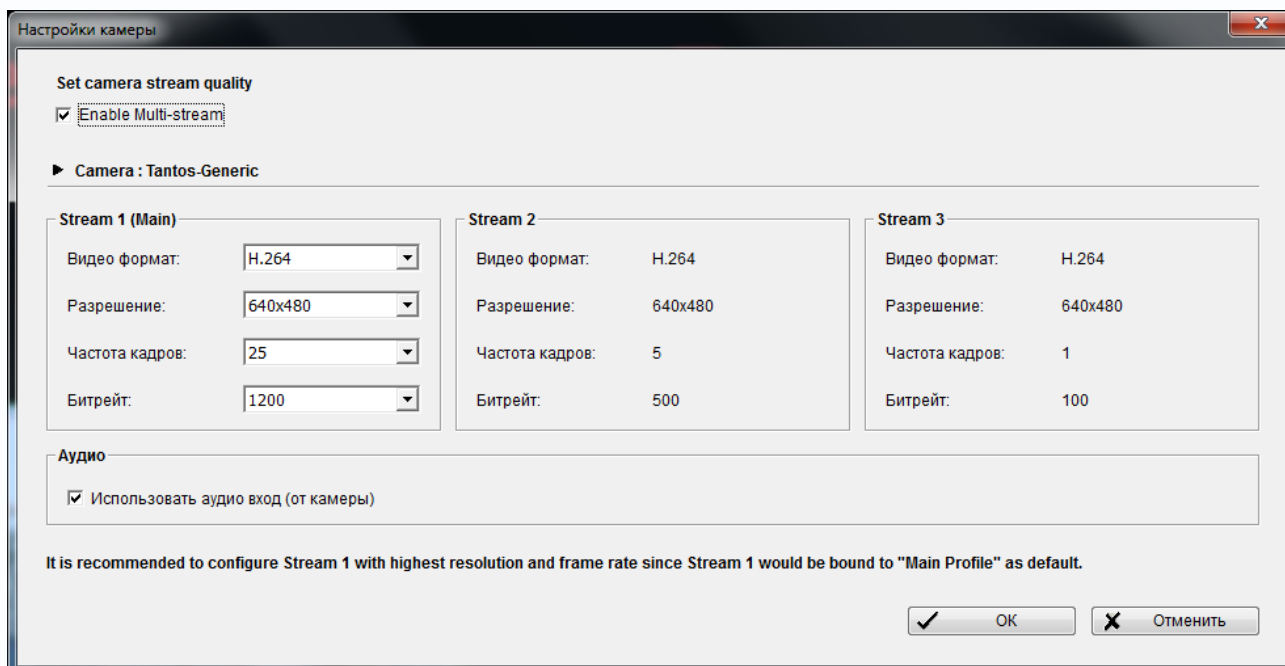 Настройки камеры
Set camera stream quality
Enable Multi-stream
Camera : Tantos-Generic
Stream 1 (Main)
Видео формат: H.264
Разрешение: 640x480
Частота кадров: 25
Битрейт: 1200
Stream 2
Видео формат: H.264
Разрешение: 640x480
Частота кадров: 5
Битрейт: 500
Stream 3
Видео формат: H.264
Разрешение: 640x480
Частота кадров: 1
Битрейт: 100
Аудио
Использовать аудио вход (от камеры)
It is recommended to configure Stream 1 with highest resolution and frame rate since Stream 1 would be bound to "Main Profile" as default.
OK
Отменить